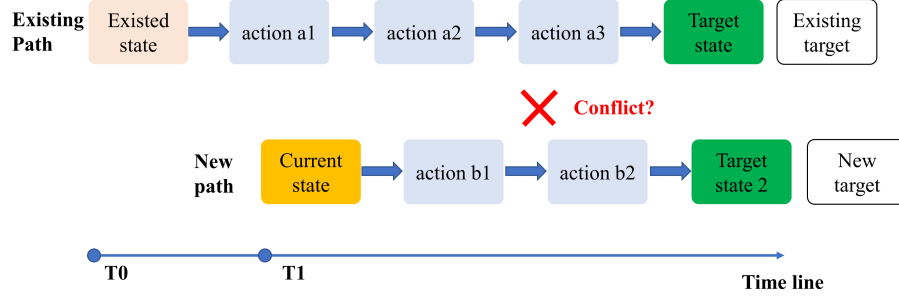 Existing
Path
Existed
state
action a1
action a2
action a3
Target
state
Existing
target
Conflict?
New
path
Current
state
action b1
action b2
Target
state 2
New
target
T0
T1
Time line